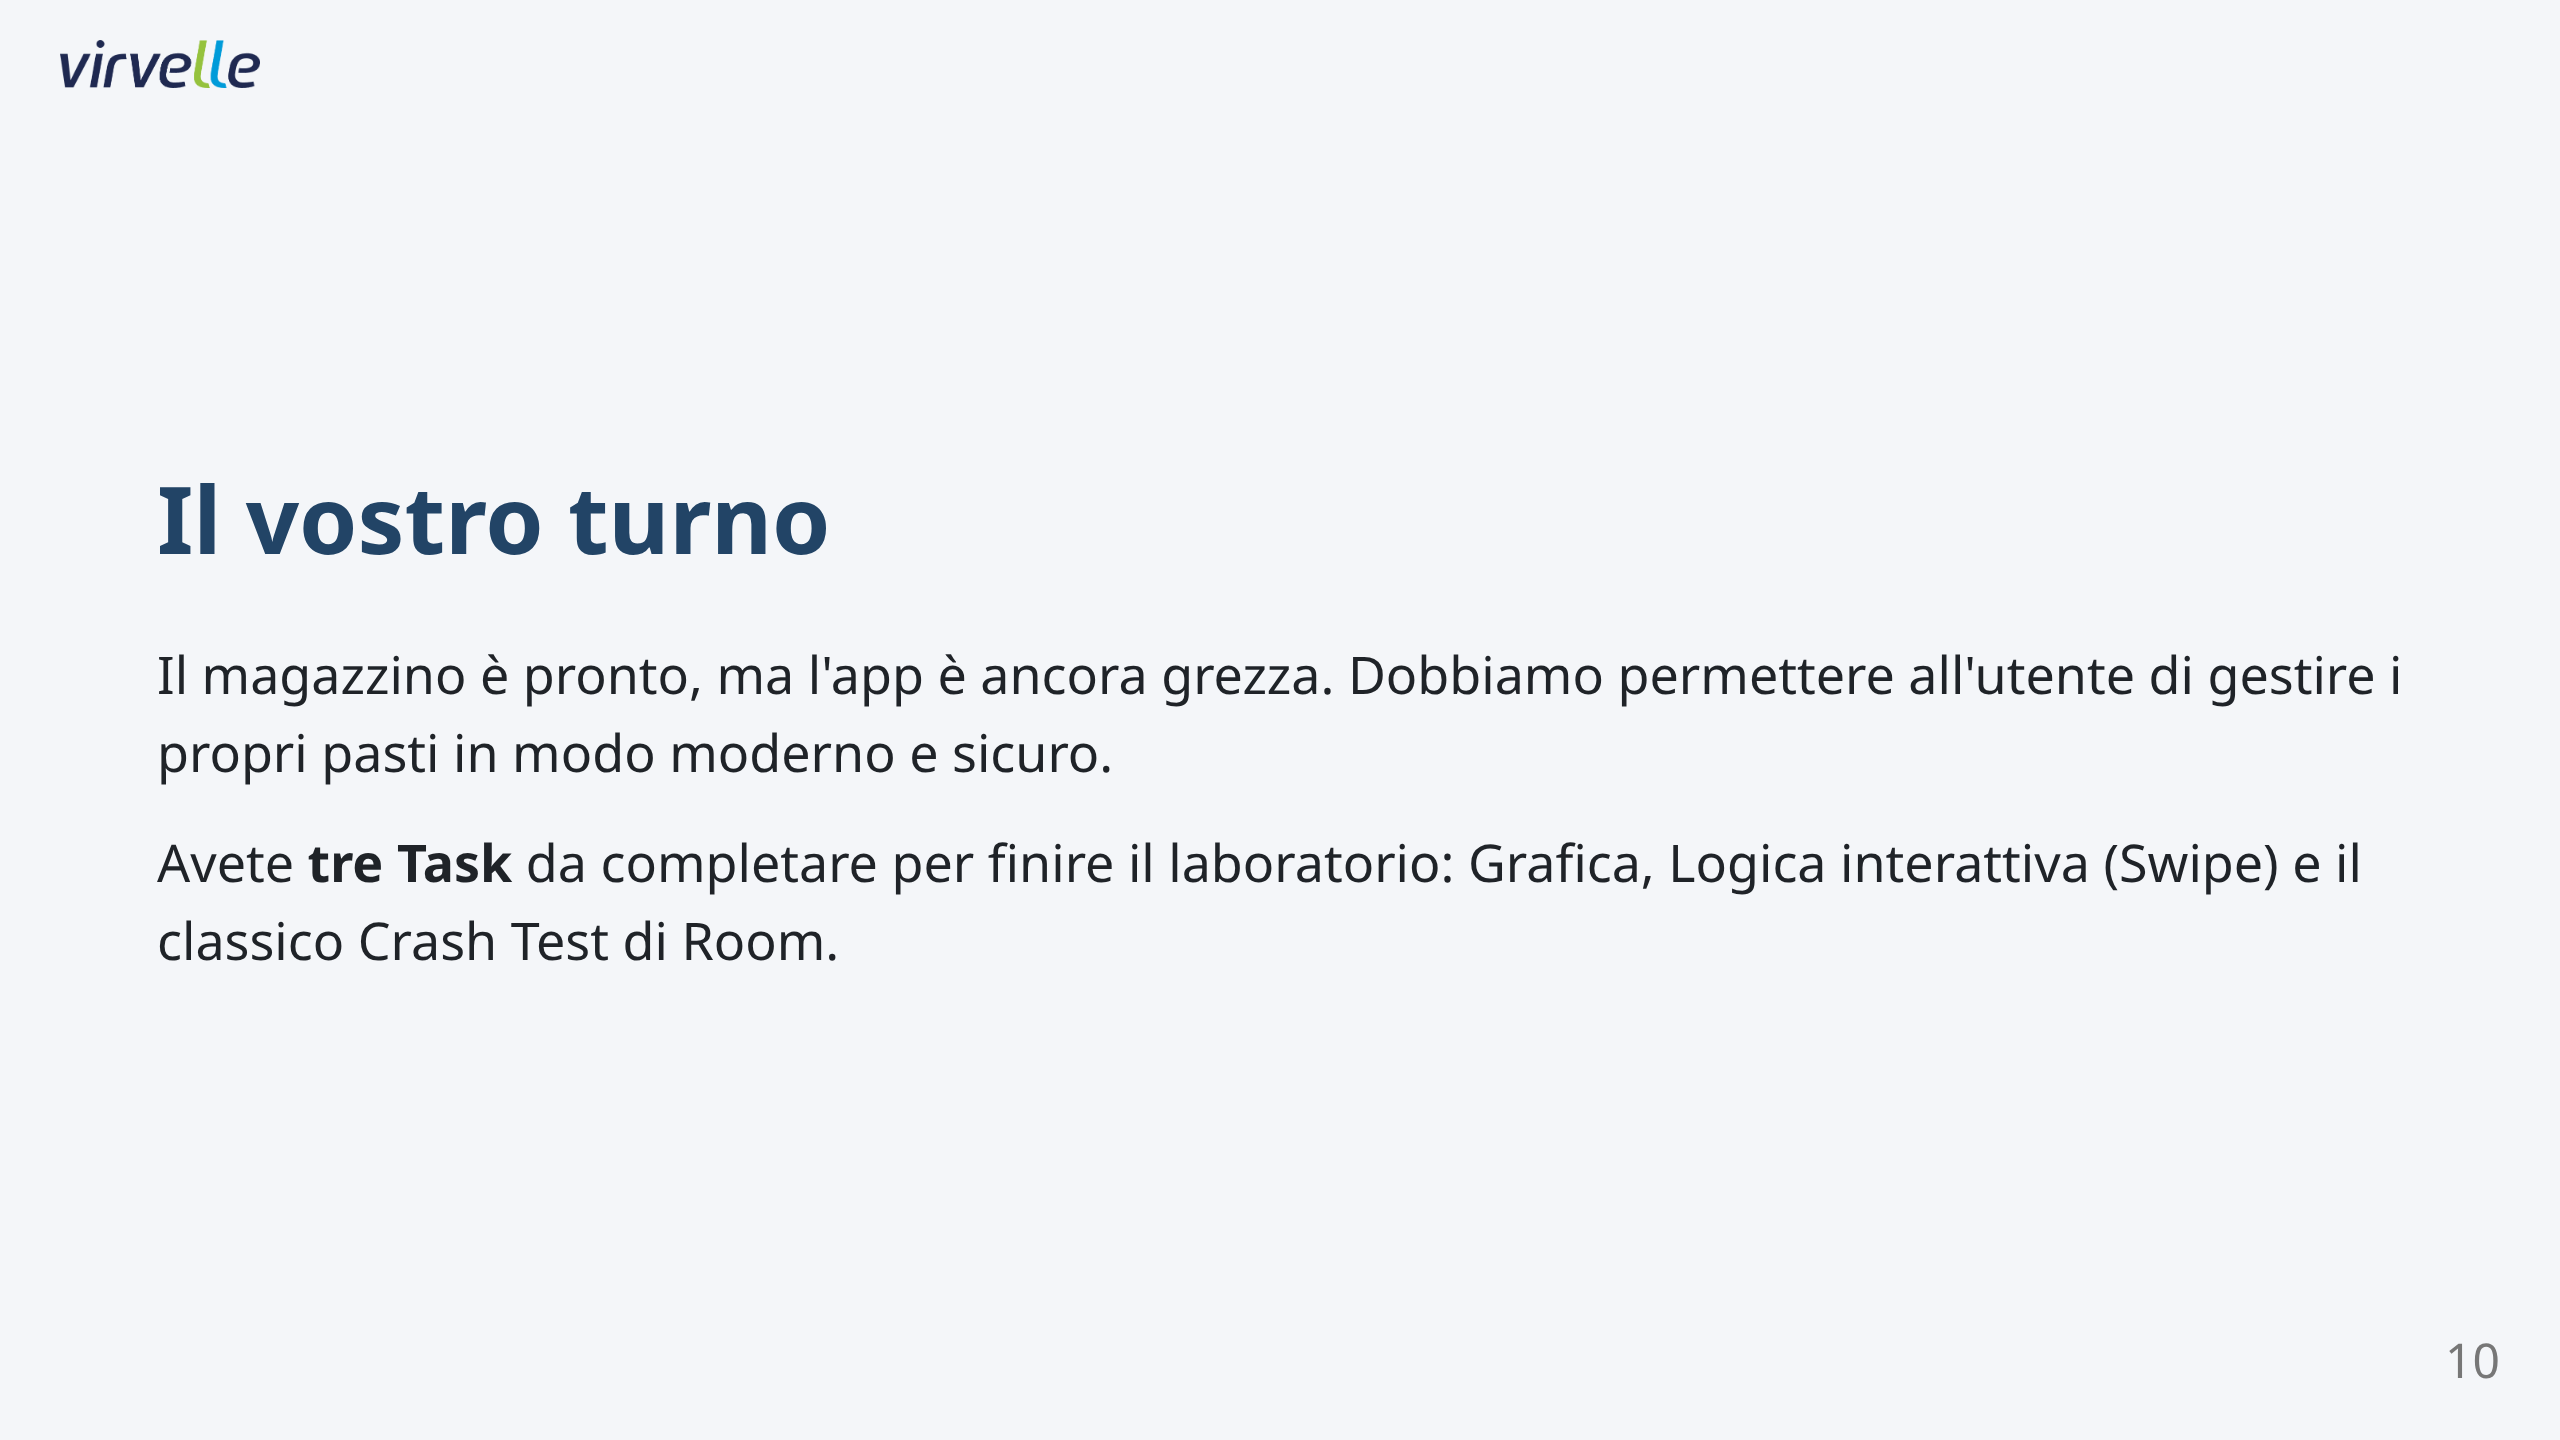 virvelle
Il vostro turno
Il magazzino è pronto, ma l'app è ancora grezza. Dobbiamo permettere all'utente di gestire i
propri pasti in modo moderno e sicuro.
Avete tre Task da completare per finire il laboratorio: Grafica, Logica interattiva (Swipe) e il
classico Crash Test di Room.
10